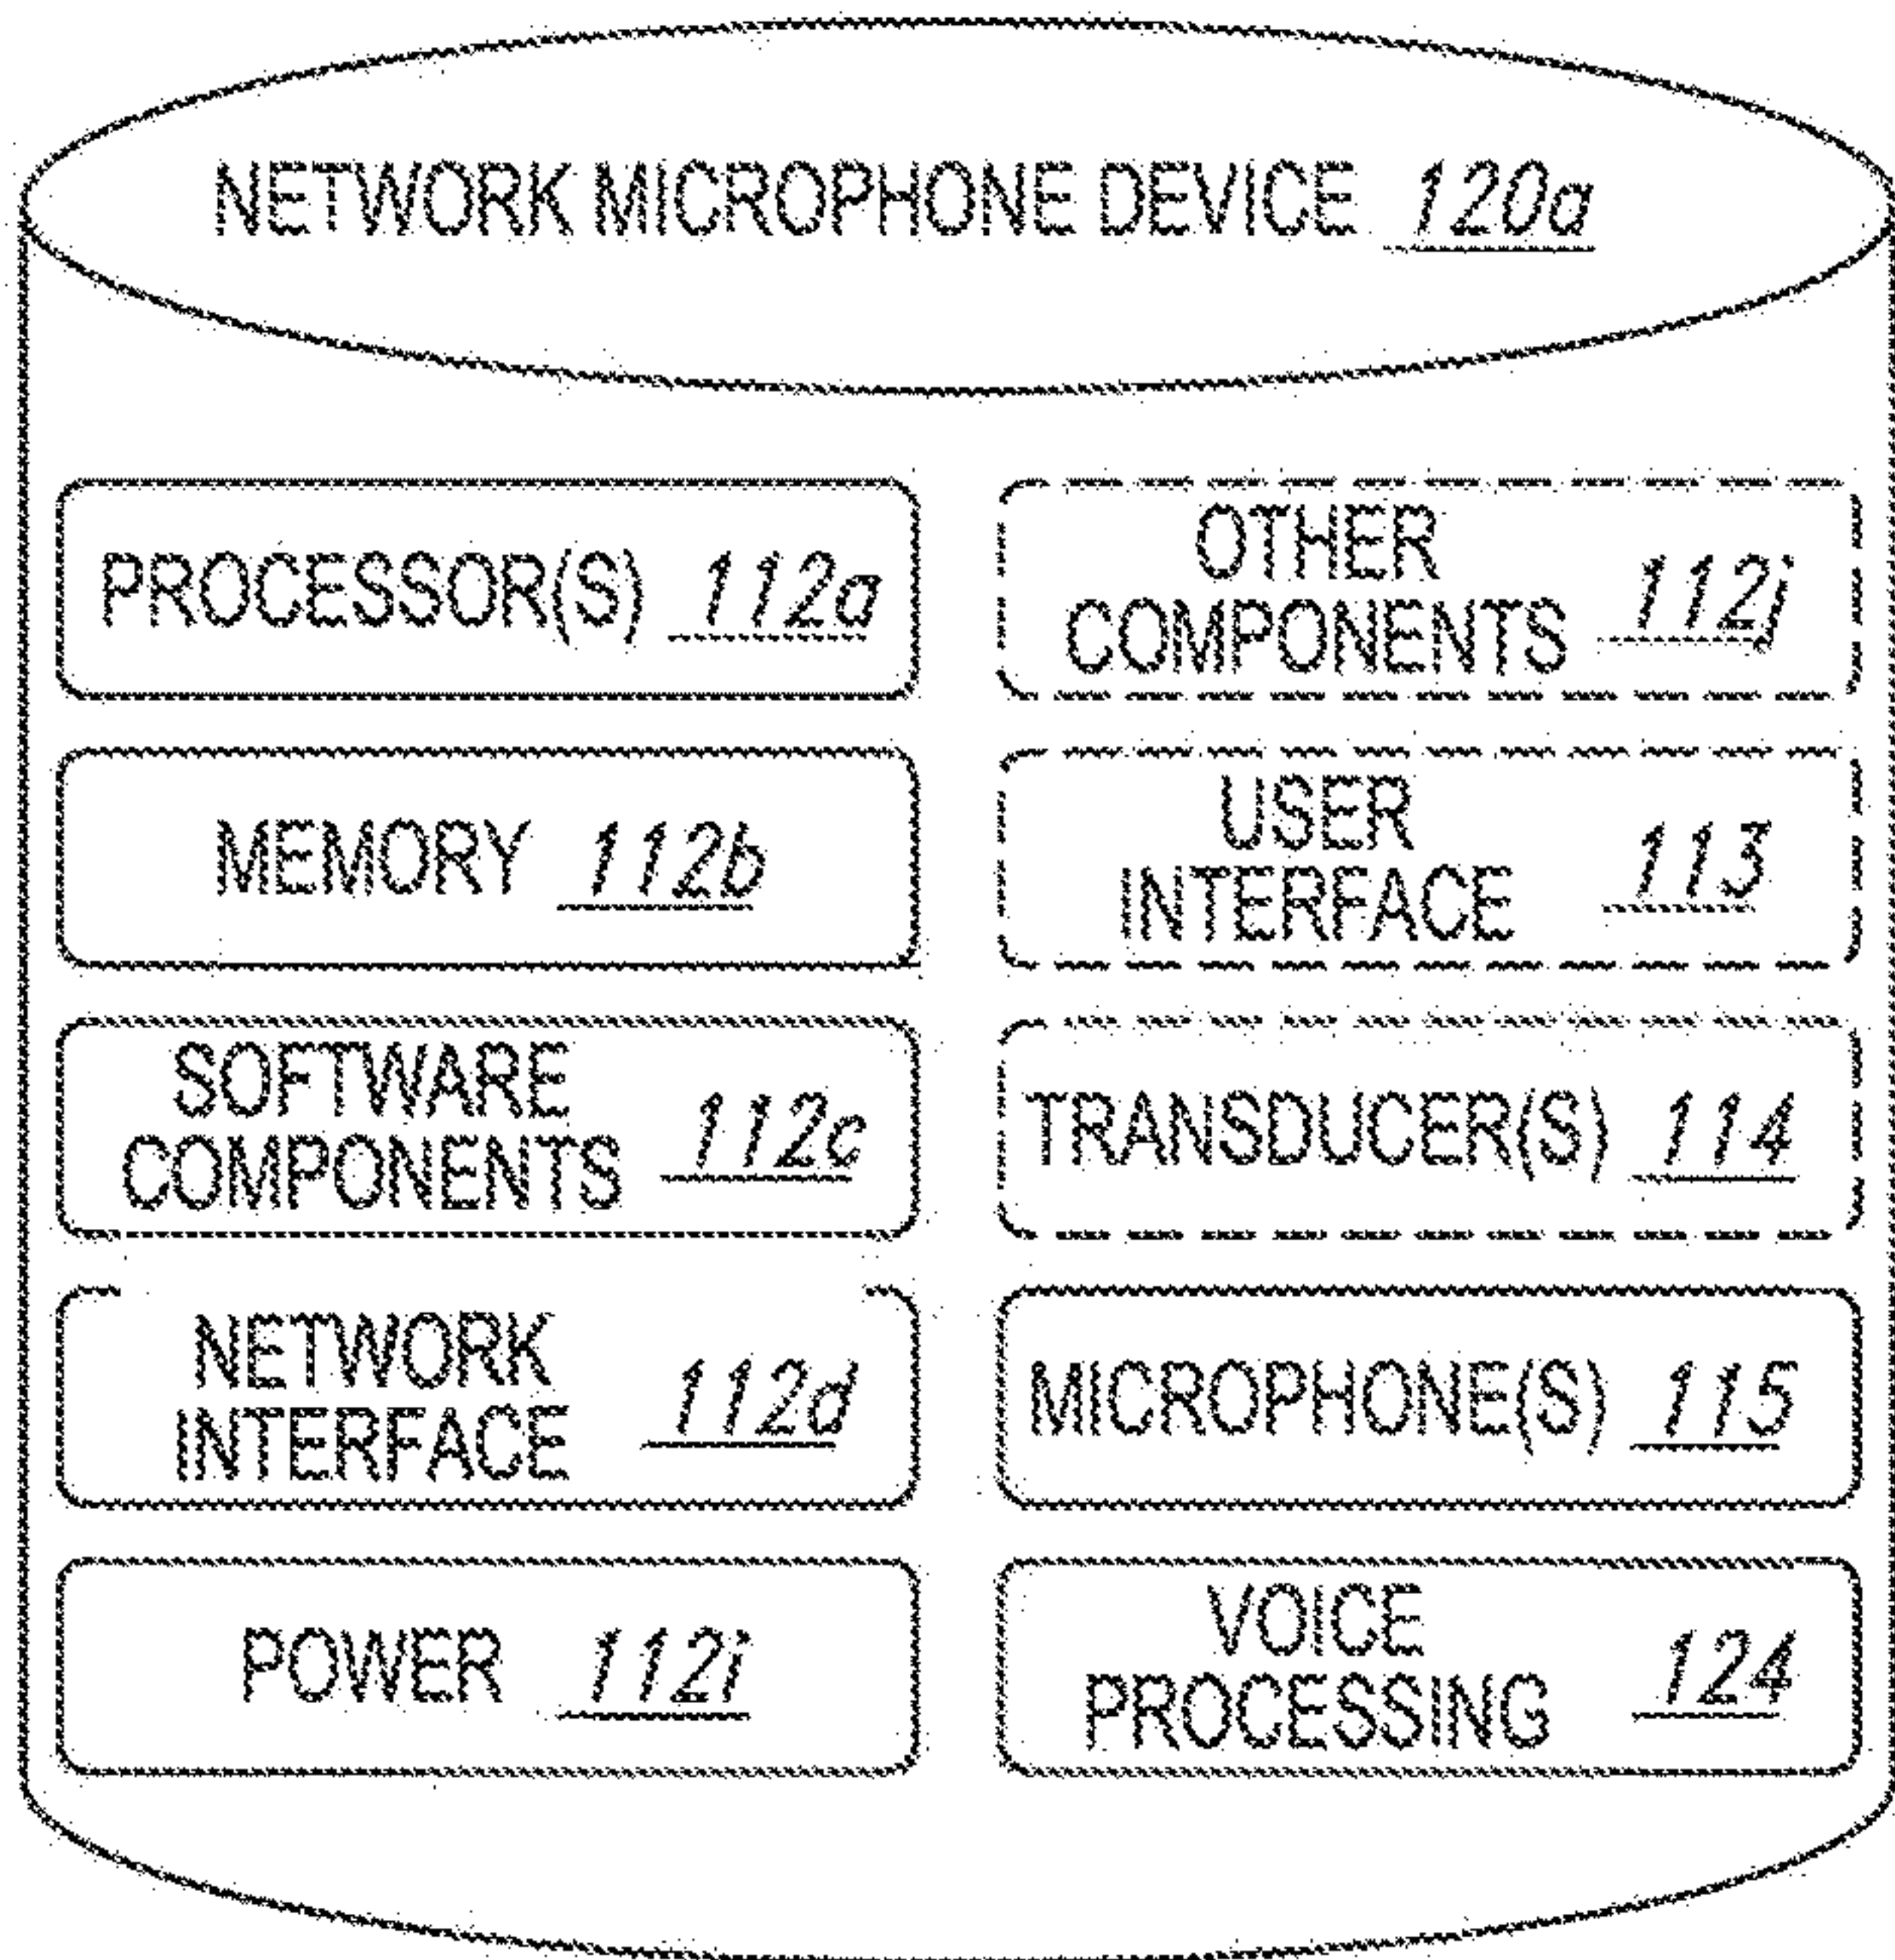 NETWORK MICROPHONE DEVICE 120a
PROCESSOR(S) 112a
MEMORY 112b
SOFTWARE
COMPONENTS 112c
NETWORK
INTERFACE 112d
POWER 112i
OTHER
COMPONENTS 112j
USER
INTERFACE 113
TRANSDUCER(S) 114
MICROPHONE(S) 115
VOICE
PROCESSING 124